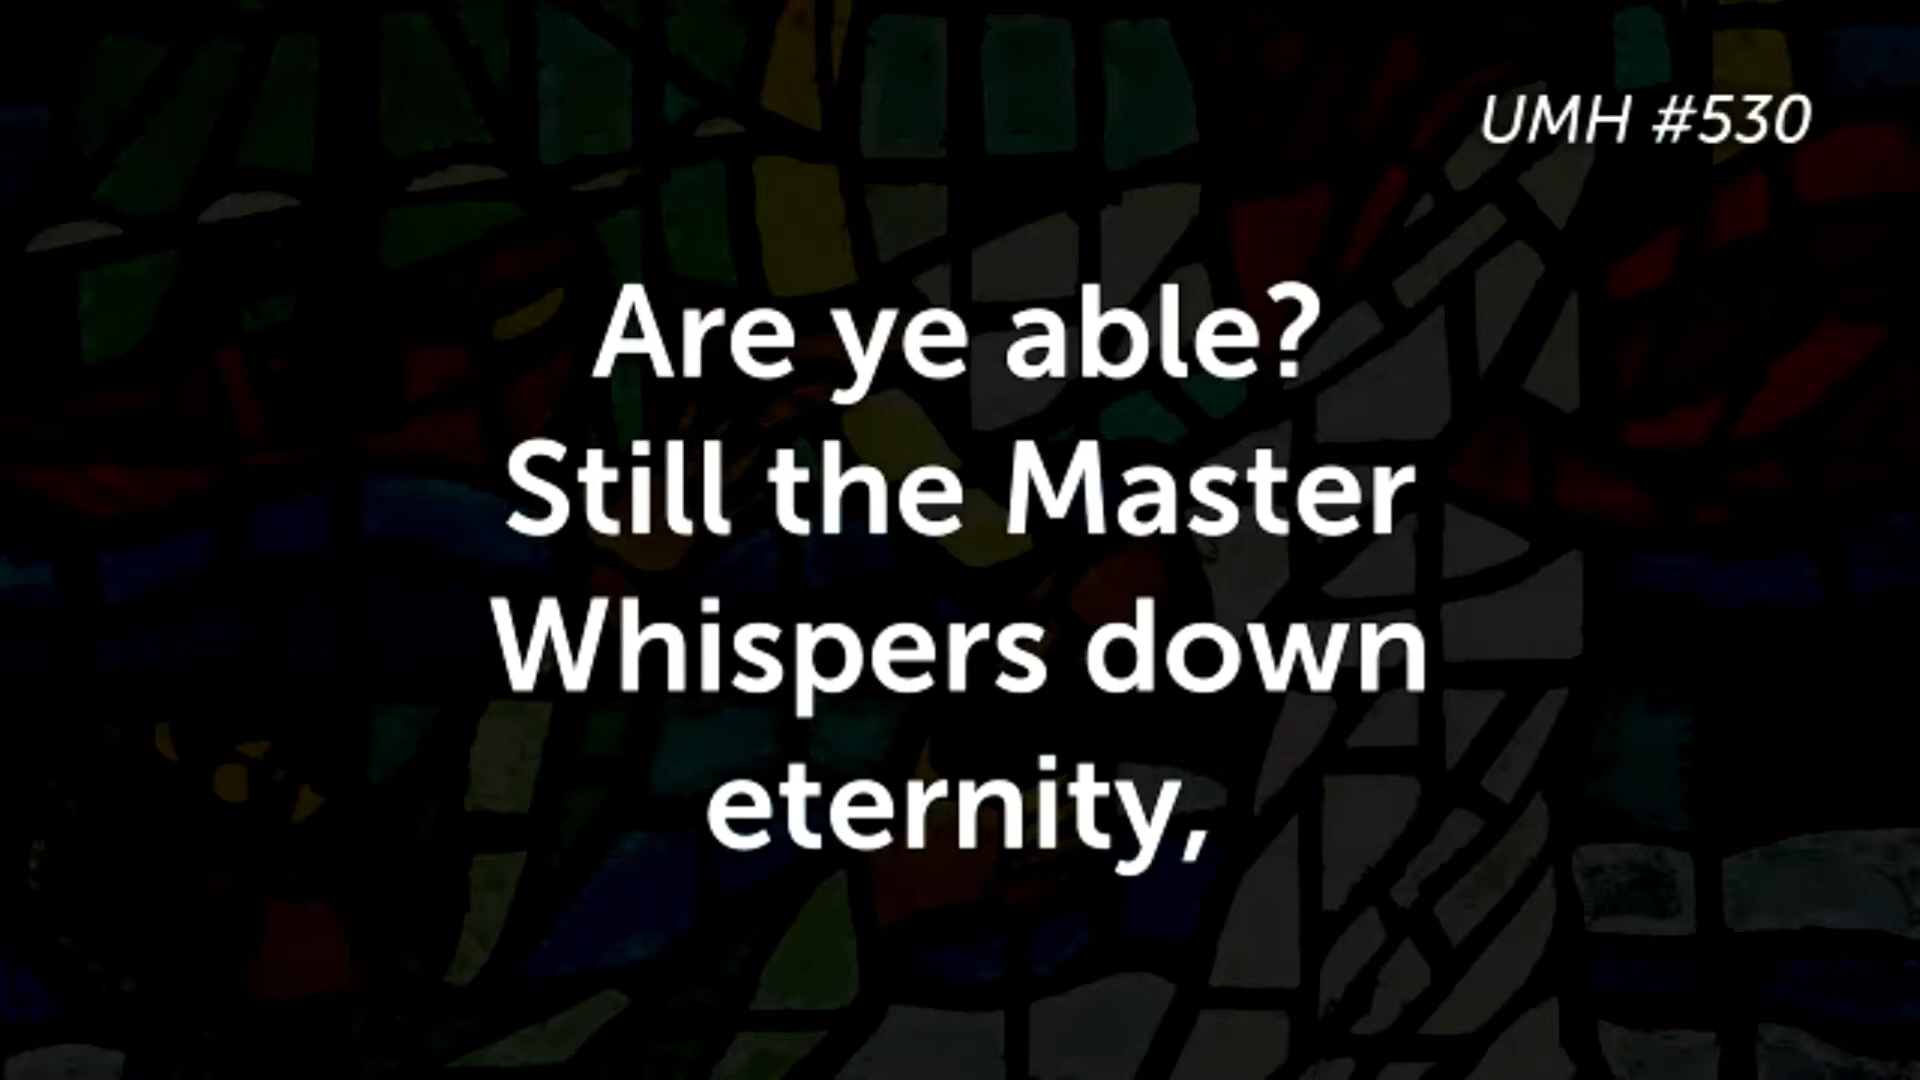 UMH #530
Are ye able?
Still the Master
Whispers down
eternity,